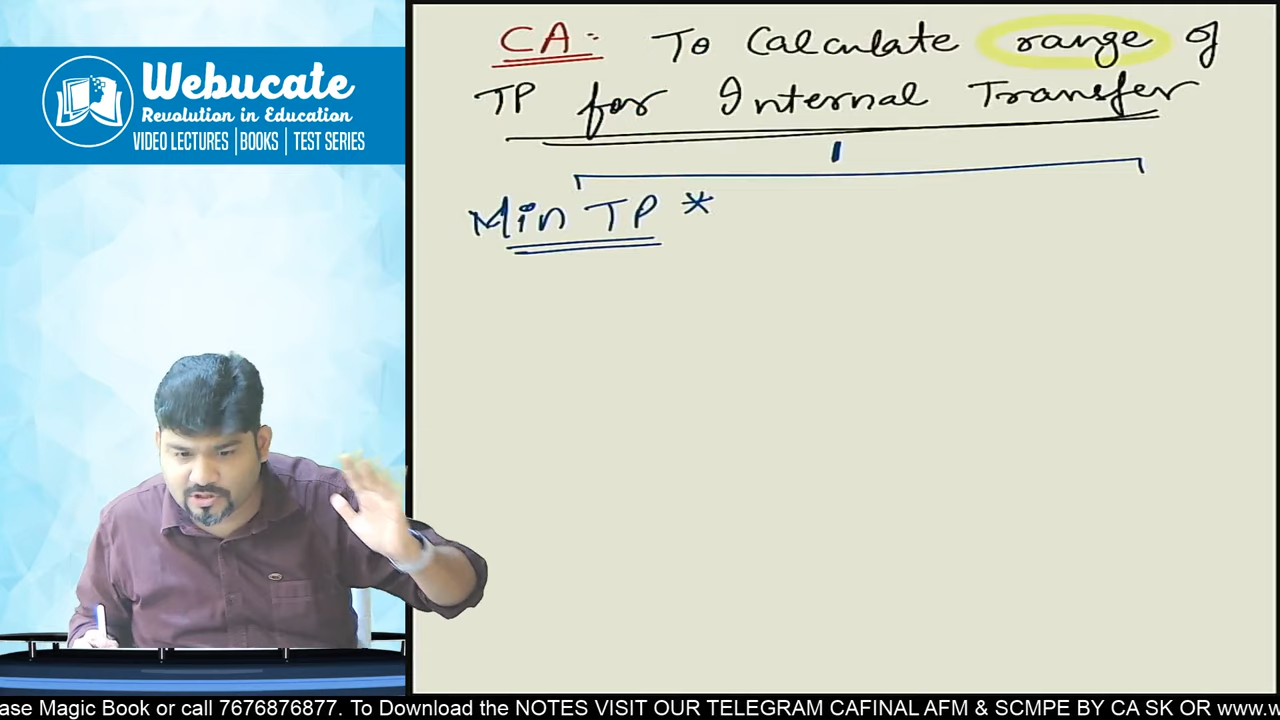 Webucate
Revolution in Education
VIDEO LECTURES | BOOKS | TEST SERIES
CA:- To Calculate range of
TP for Internal Transfer
Min TP *
ase Magic Book or call 7676876877. To Download the NOTES VISIT OUR TELEGRAM CAFINAL AFM & SCMPE BY CA SK OR www.w